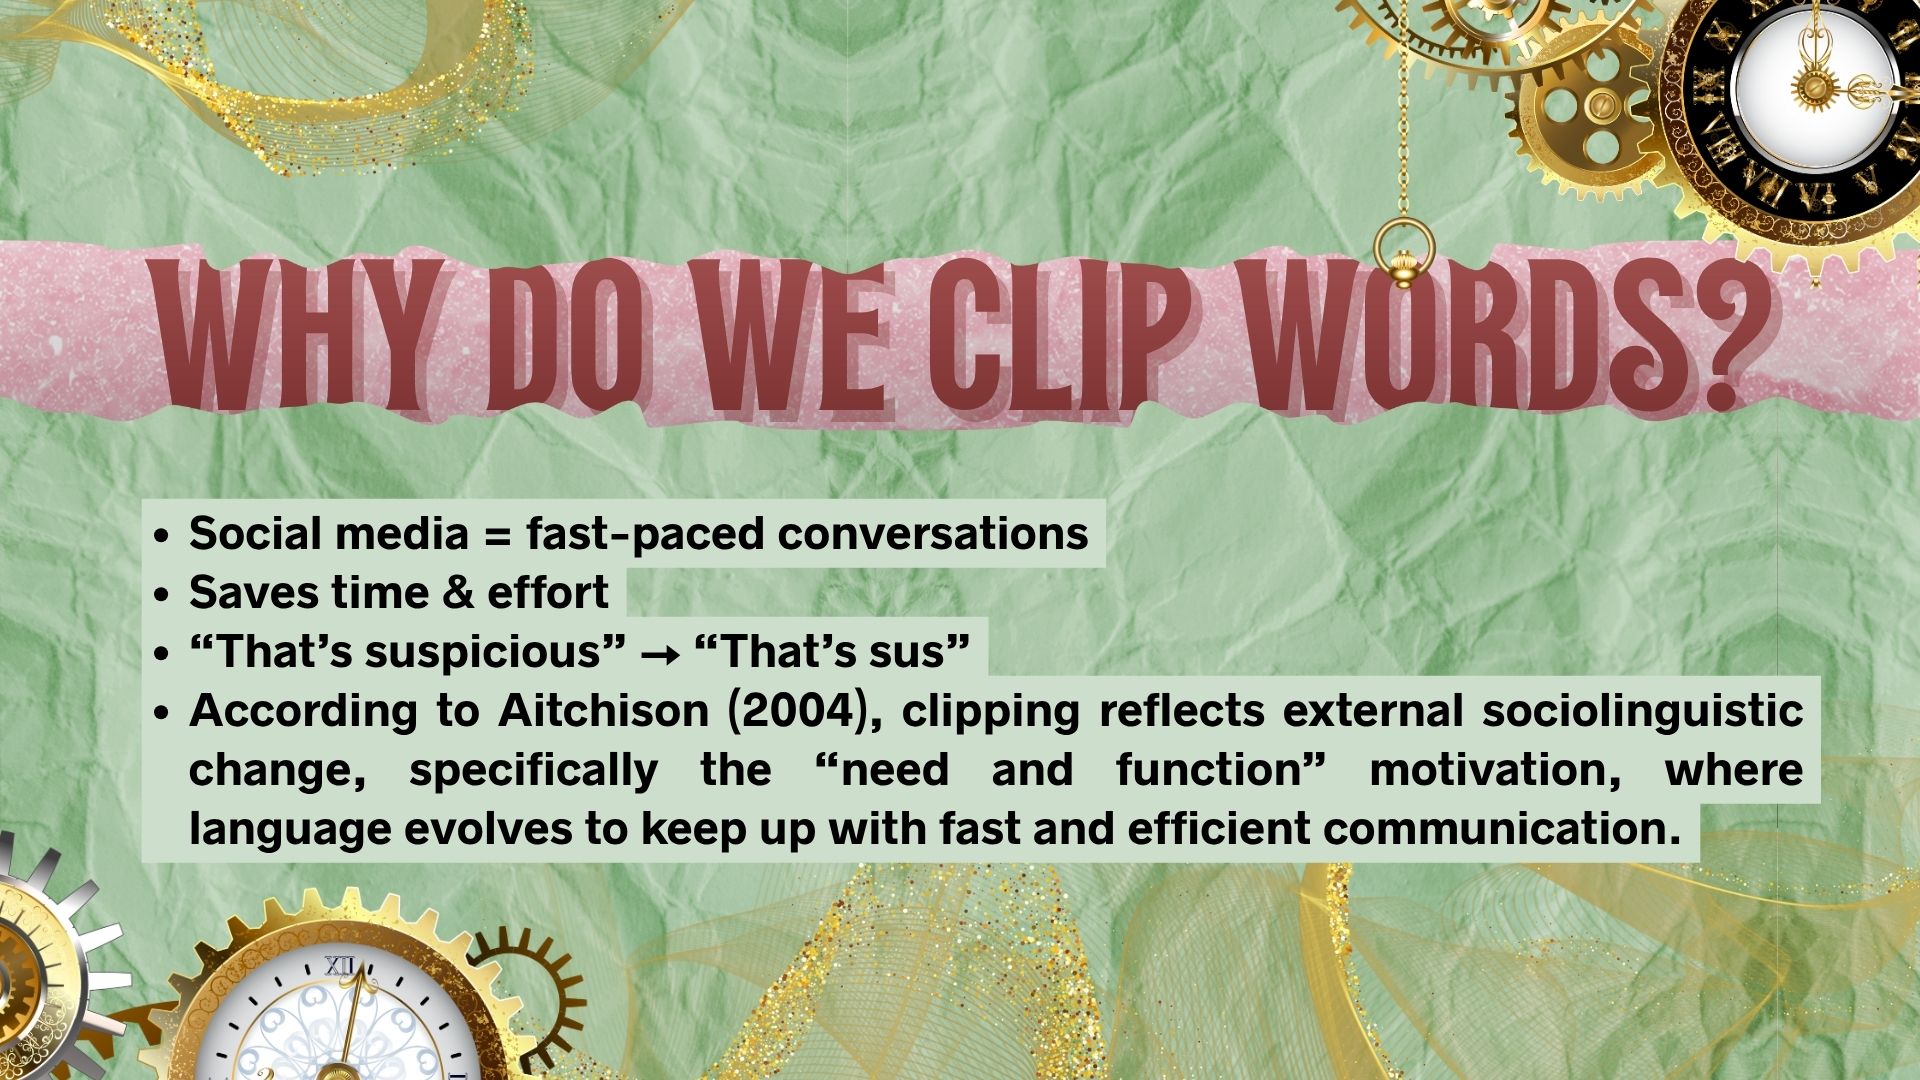 WHY DO WE CLIP WORDS?
• Social media = fast-paced conversations
• Saves time & effort
• “That’s suspicious” → “That’s sus”
• According to Aitchison (2004), clipping reflects external sociolinguistic
change, specifically the “need and function” motivation, where
language evolves to keep up with fast and efficient communication.
XII